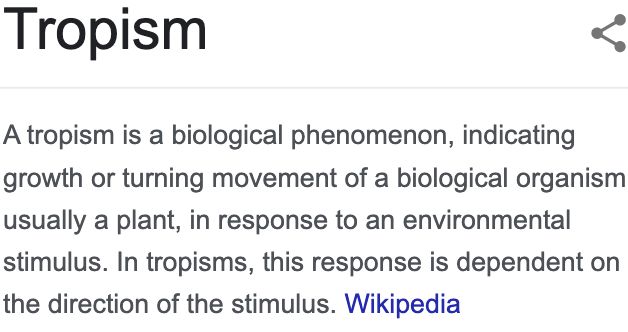 Tropism
A tropism is a biological phenomenon, indicating
growth or turning movement of a biological organism
usually a plant, in response to an environmental
stimulus. In tropisms, this response is dependent on
the direction of the stimulus. Wikipedia